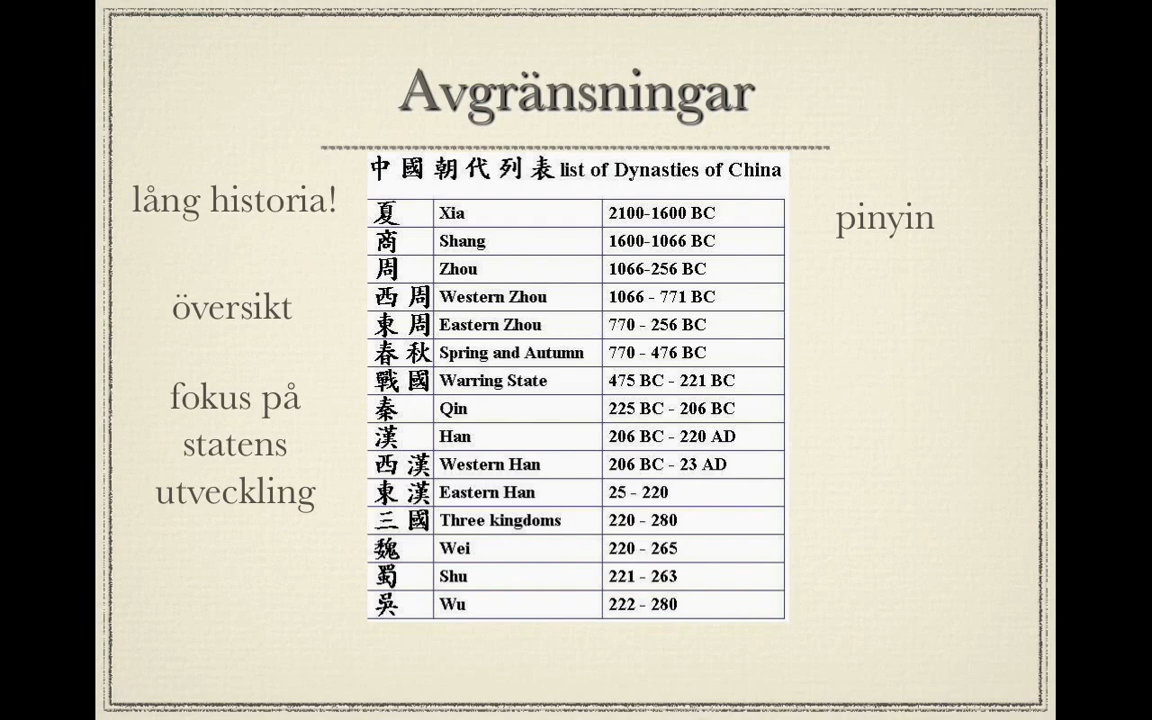 Avgränsningar
lång historia!
översikt
fokus på
statens
utveckling
中國朝代列表 list of Dynasties of China
夏 Xia 2100-1600 BC
商 Shang 1600-1066 BC
周 Zhou 1066-256 BC
西周 Western Zhou 1066 - 771 BC
東周 Eastern Zhou 770 - 256 BC
春秋 Spring and Autumn 770 - 476 BC
戰國 Warring State 475 BC - 221 BC
秦 Qin 225 BC - 206 BC
漢 Han 206 BC - 220 AD
西漢 Western Han 206 BC - 23 AD
東漢 Eastern Han 25 - 220
三國 Three kingdoms 220 - 280
魏 Wei 220 - 265
蜀 Shu 221 - 263
吳 Wu 222 - 280
pinyin